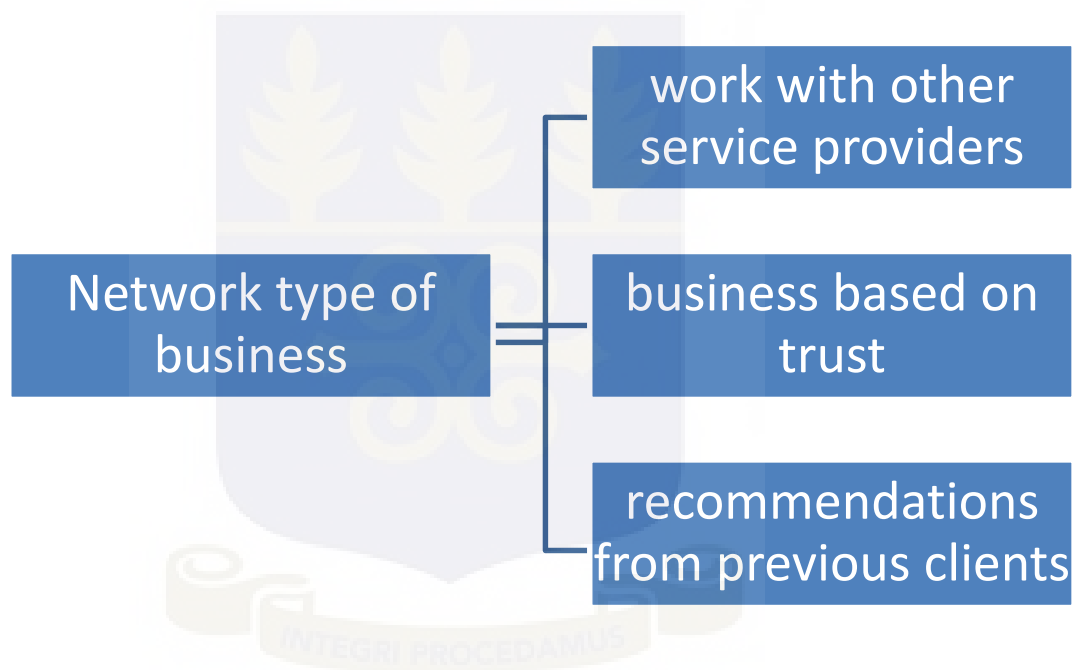 work with other
service providers
Network type of
business
business based on
trust
recommendations
from previous clients
INTEGRI PROCEDAMUS